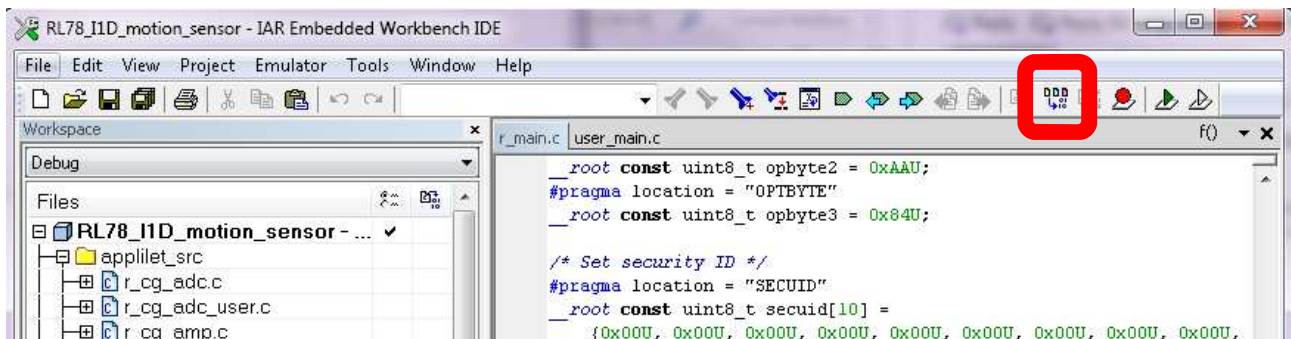 RL78_I1D_motion_sensor - IAR Embedded Workbench IDE
File Edit View Project Emulator Tools Window Help
Workspace
Debug
Files
RL78_I1D_motion_sensor - ...
applilet_src
r_cg_adc.c
r_cg_adc_user.c
r_cg_amp.c
r_main.c user_main.c f()
__root const uint8_t opbyte2 = 0xAAU;
#pragma location = "OPTBYTE"
__root const uint8_t opbyte3 = 0x84U;
/* Set security ID */
#pragma location = "SECUID"
__root const uint8_t secuid[10] =
{0x00U, 0x00U, 0x00U, 0x00U, 0x00U, 0x00U, 0x00U, 0x00U, 0x00U,